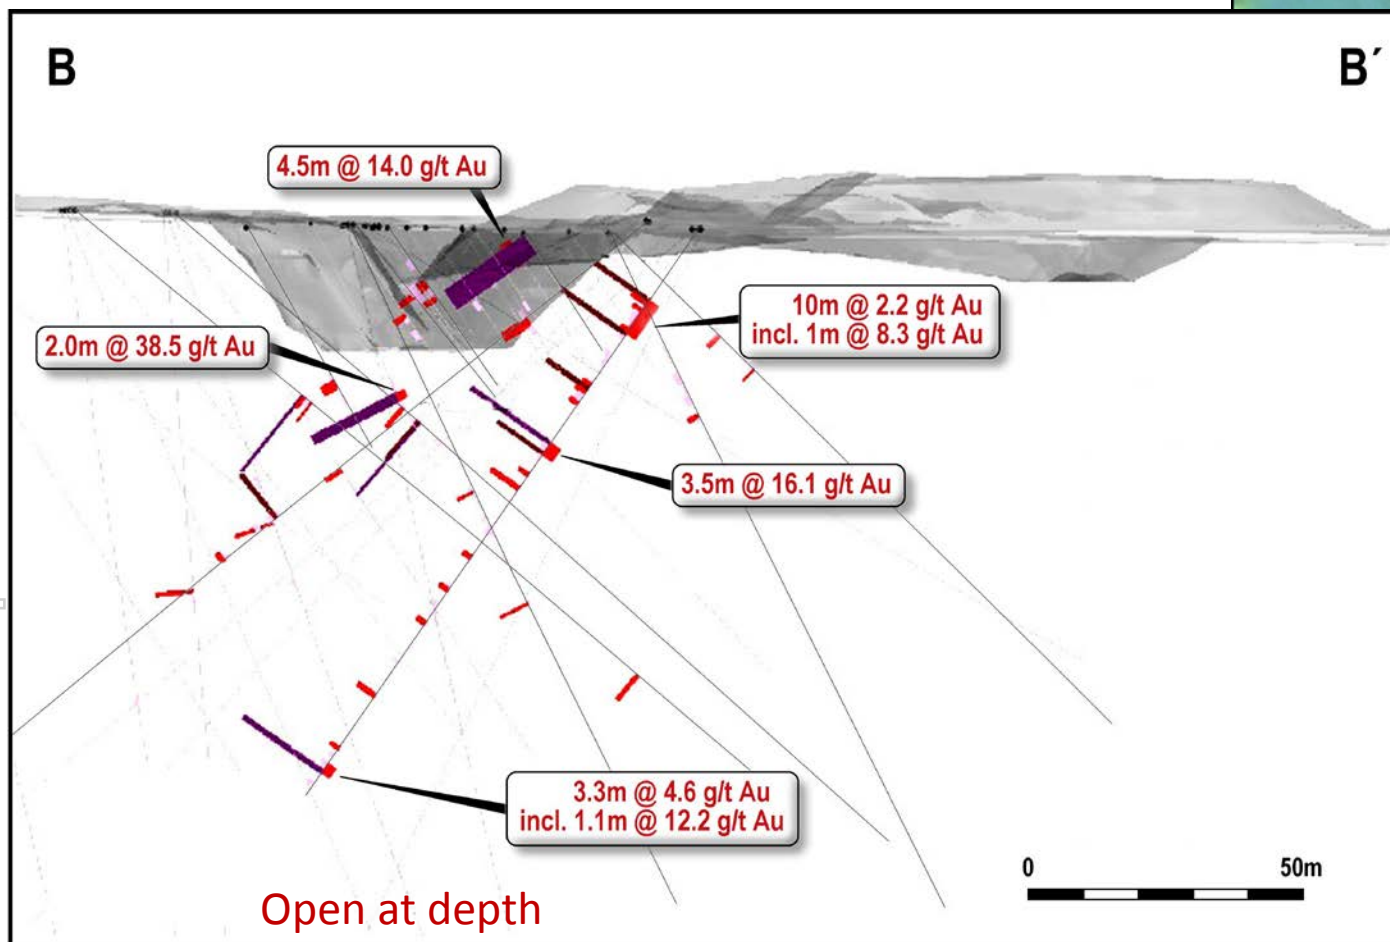 B
B´
4.5m @ 14.0 g/t Au
2.0m @ 38.5 g/t Au
10m @ 2.2 g/t Au
incl. 1m @ 8.3 g/t Au
3.5m @ 16.1 g/t Au
3.3m @ 4.6 g/t Au
incl. 1.1m @ 12.2 g/t Au
0
50m
Open at depth